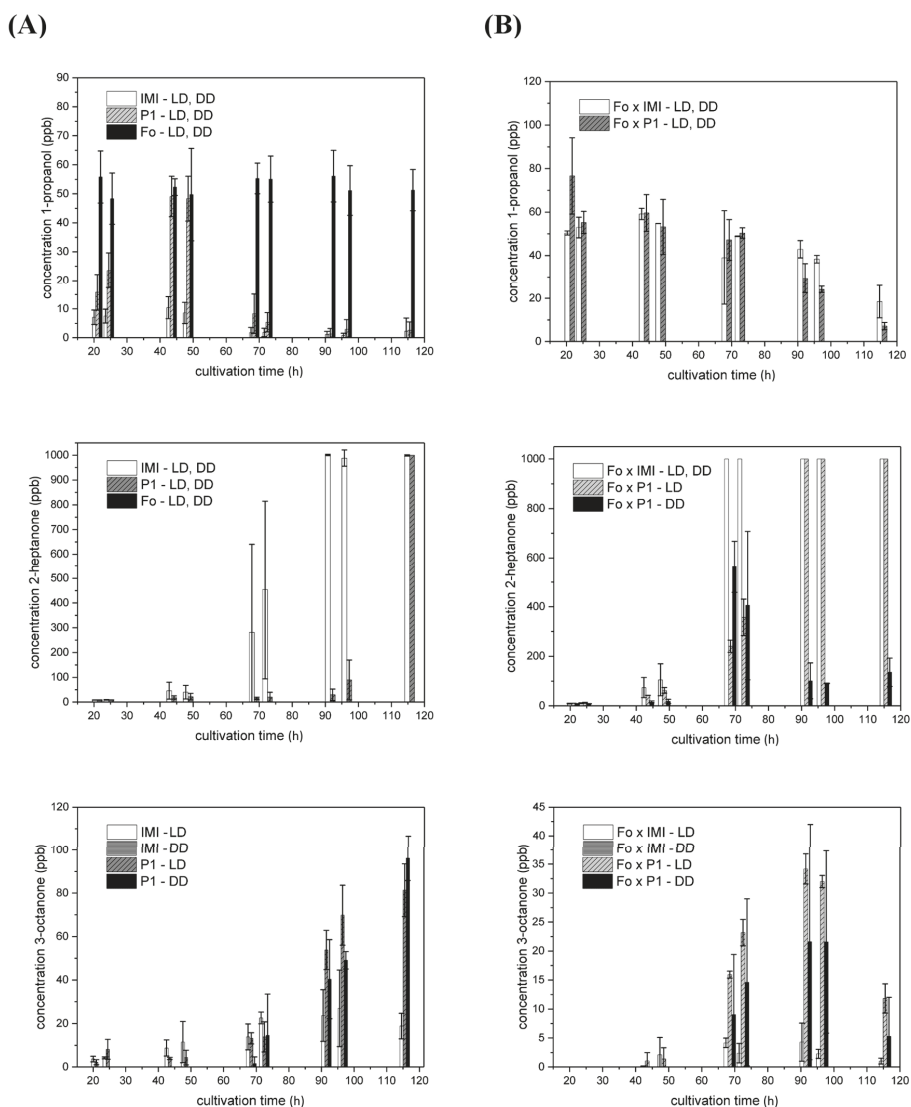 (A)
(B)
90
80
70
60
50
40
30
20
10
0
concentration 1-propanol (ppb)
IMI - LD, DD
P1 - LD, DD
Fo - LD, DD
20 30 40 50 60 70 80 90 100 110 120
cultivation time (h)
120
100
80
60
40
20
0
concentration 1-propanol (ppb)
Fo x IMI - LD, DD
Fo x P1 - LD, DD
20 30 40 50 60 70 80 90 100 110 120
cultivation time (h)
1000
900
800
700
600
500
400
300
200
100
0
concentration 2-heptanone (ppb)
IMI - LD, DD
P1 - LD, DD
Fo - LD, DD
20 30 40 50 60 70 80 90 100 110 120
cultivation time (h)
1000
800
600
400
200
0
concentration 2-heptanone (ppb)
Fo x IMI - LD, DD
Fo x P1 - LD
Fo x P1 - DD
20 30 40 50 60 70 80 90 100 110 120
cultivation time (h)
120
100
80
60
40
20
0
concentration 3-octanone (ppb)
IMI - LD
IMI - DD
P1 - LD
P1 - DD
20 30 40 50 60 70 80 90 100 110 120
cultivation time (h)
45
40
35
30
25
20
15
10
5
0
concentration 3-octanone (ppb)
Fo x IMI - LD
Fo x IMI - DD
Fo x P1 - LD
Fo x P1 - DD
20 30 40 50 60 70 80 90 100 110 120
cultivation time (h)